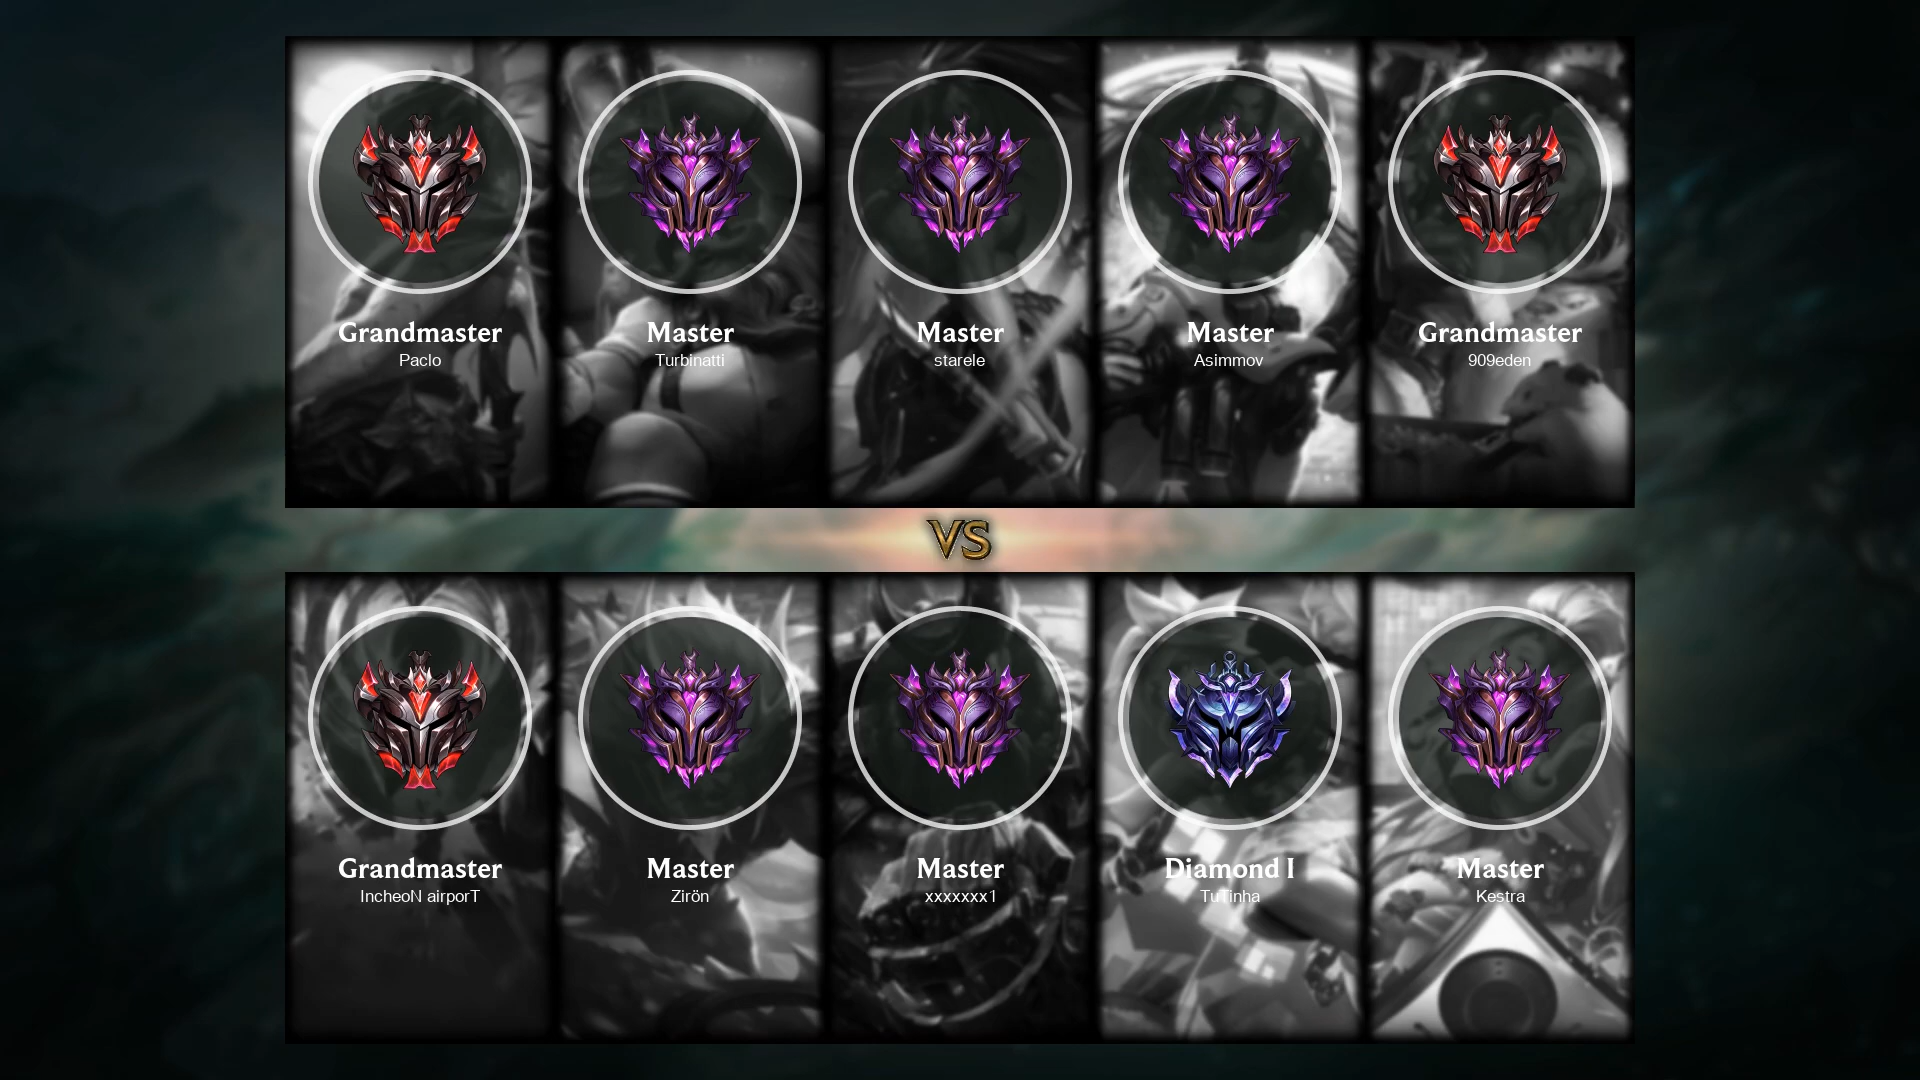 Grandmaster
Paclo
Master
Turbinatti
Master
starele
Master
Asimmov
Grandmaster
909eden
VS
Grandmaster
IncheoN airporT
Master
Zirön
Master
xxxxxxx1
Diamond I
TuTinha
Master
Kestra